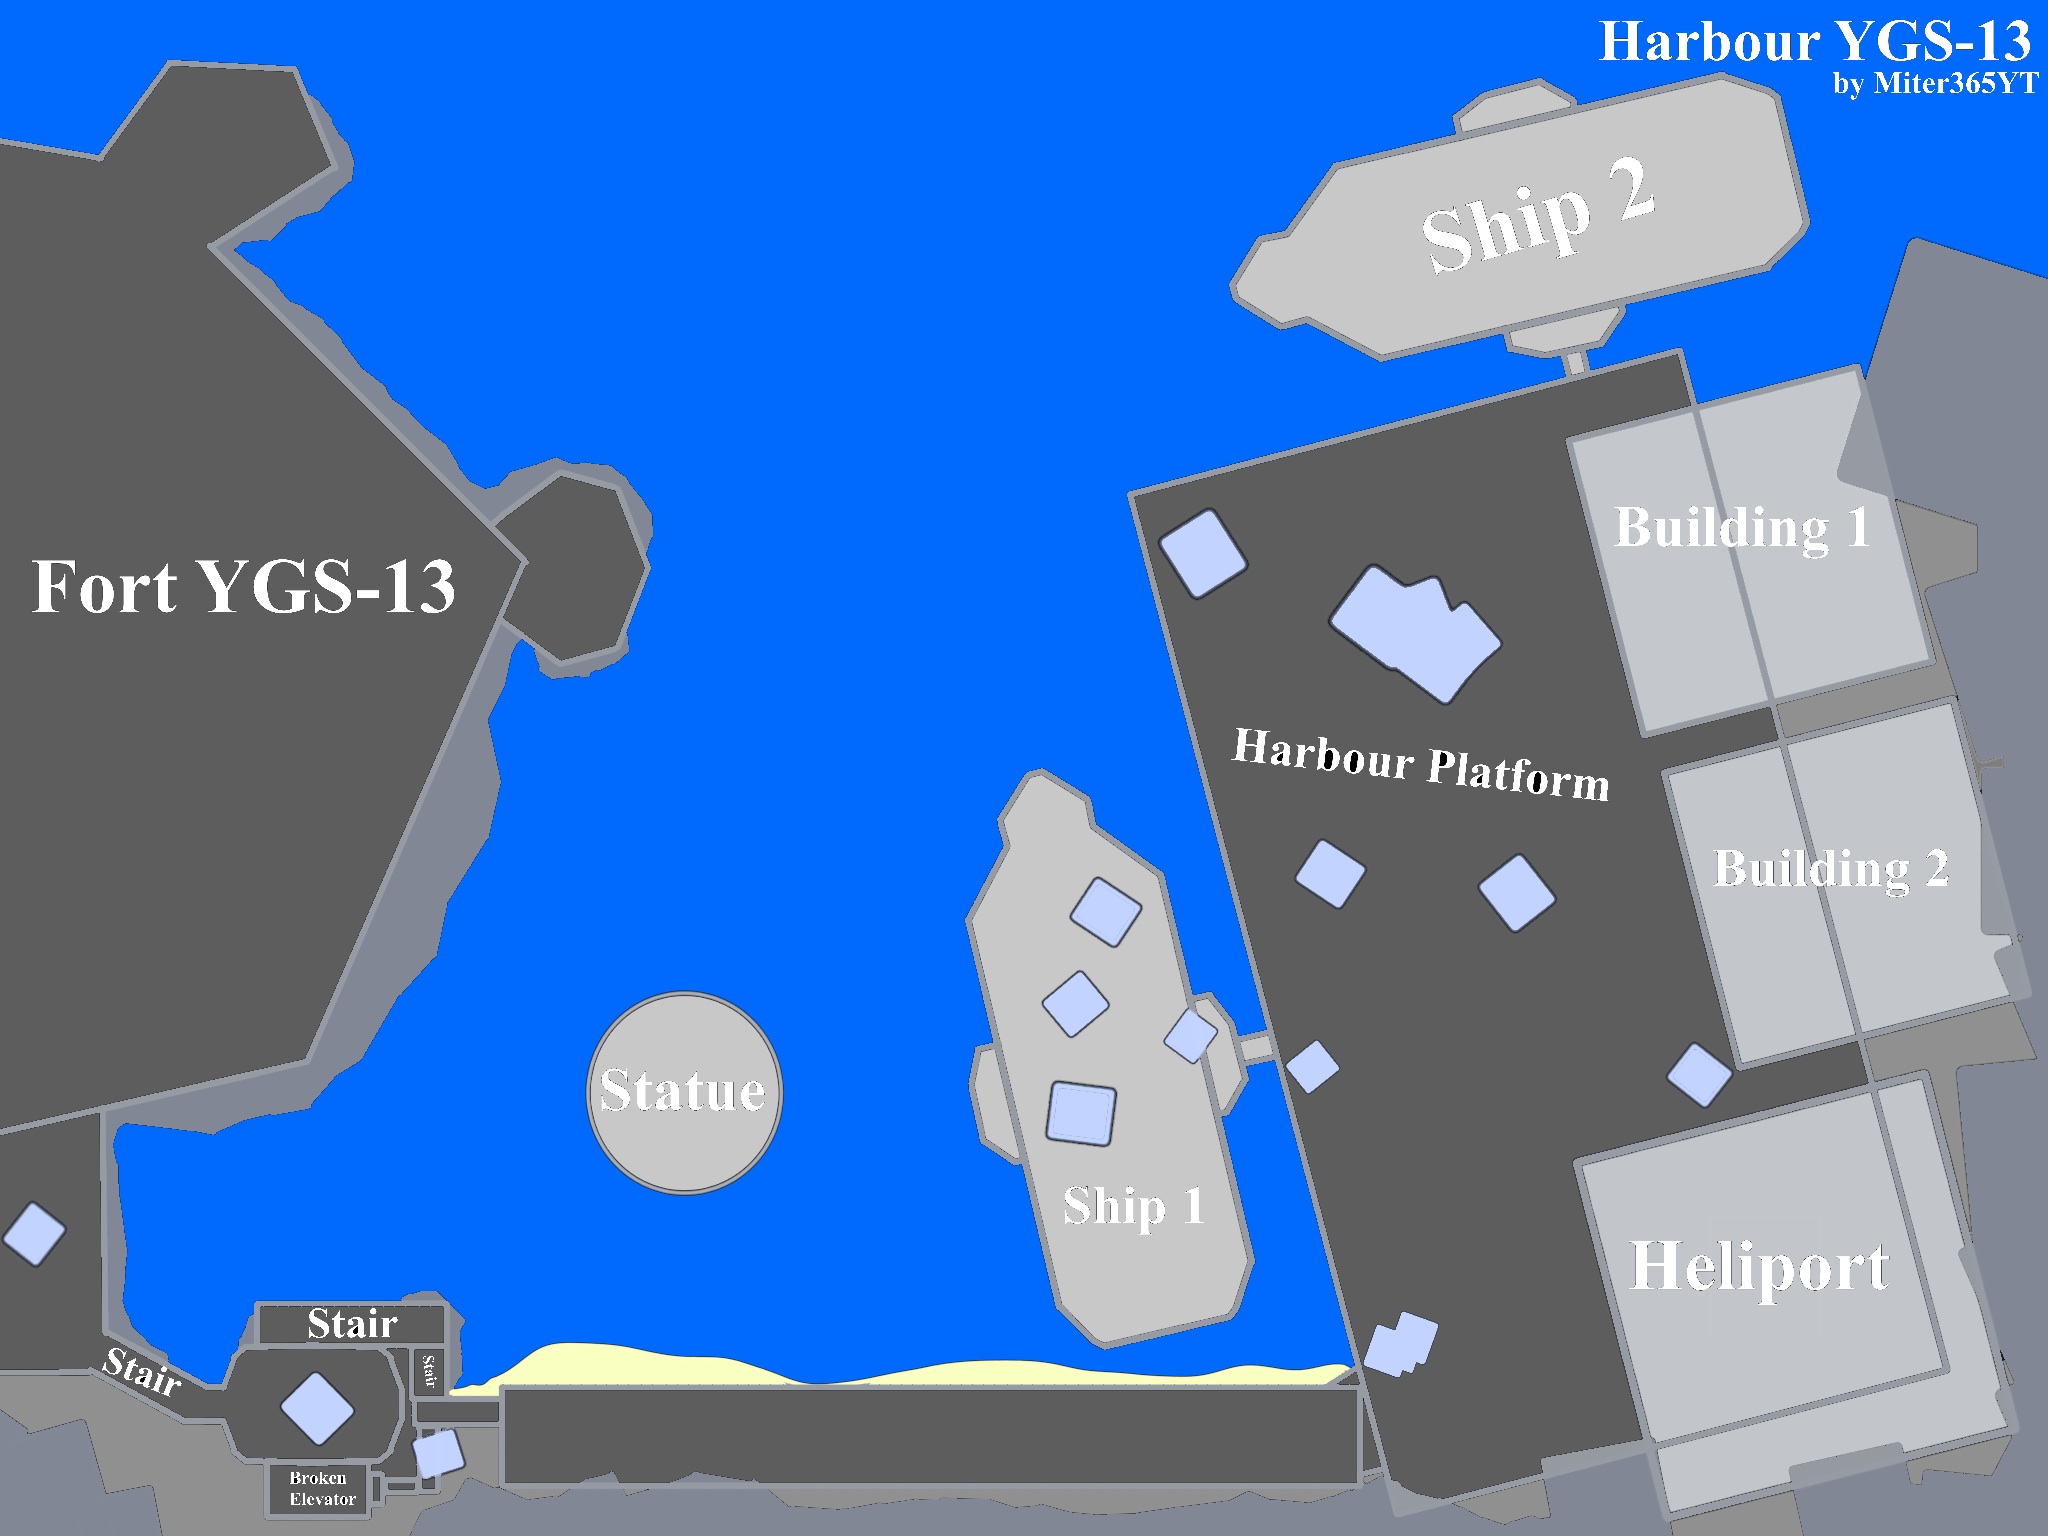 Harbour YGS-13
by Miter365YT
Ship 2
Building 1
Fort YGS-13
Harbour Platform
Building 2
Statue
Ship 1
Heliport
Stair
Stair
Stair
Broken
Elevator